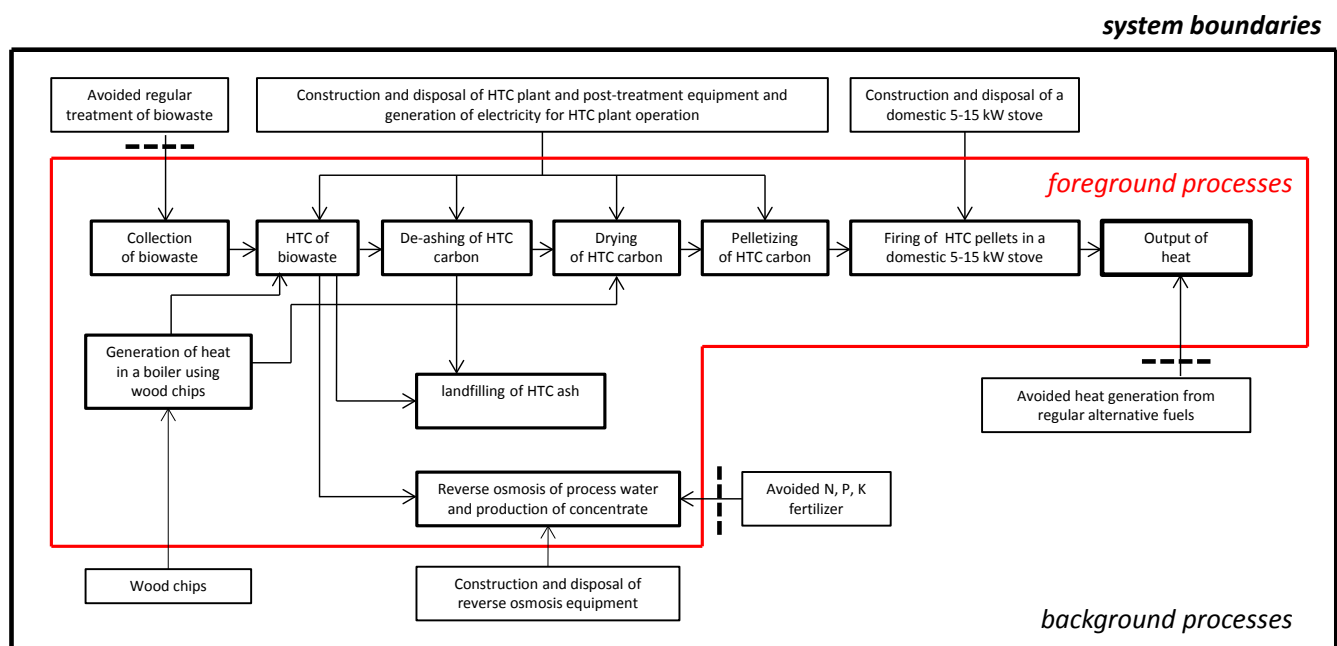 system boundaries
Avoided regular
treatment of biowaste
Construction and disposal of HTC plant and post-treatment equipment and
generation of electricity for HTC plant operation
Construction and disposal of a
domestic 5-15 kW stove
foreground processes
Collection
of biowaste
HTC of
biowaste
De-ashing of HTC
carbon
Drying
of HTC carbon
Pelletizing
of HTC carbon
Firing of HTC pellets in a
domestic 5-15 kW stove
Output of
heat
Generation of heat
in a boiler using
wood chips
landfilling of HTC ash
Avoided heat generation from
regular alternative fuels
Reverse osmosis of process water
and production of concentrate
Avoided N, P, K
fertilizer
Wood chips
Construction and disposal of
reverse osmosis equipment
background processes